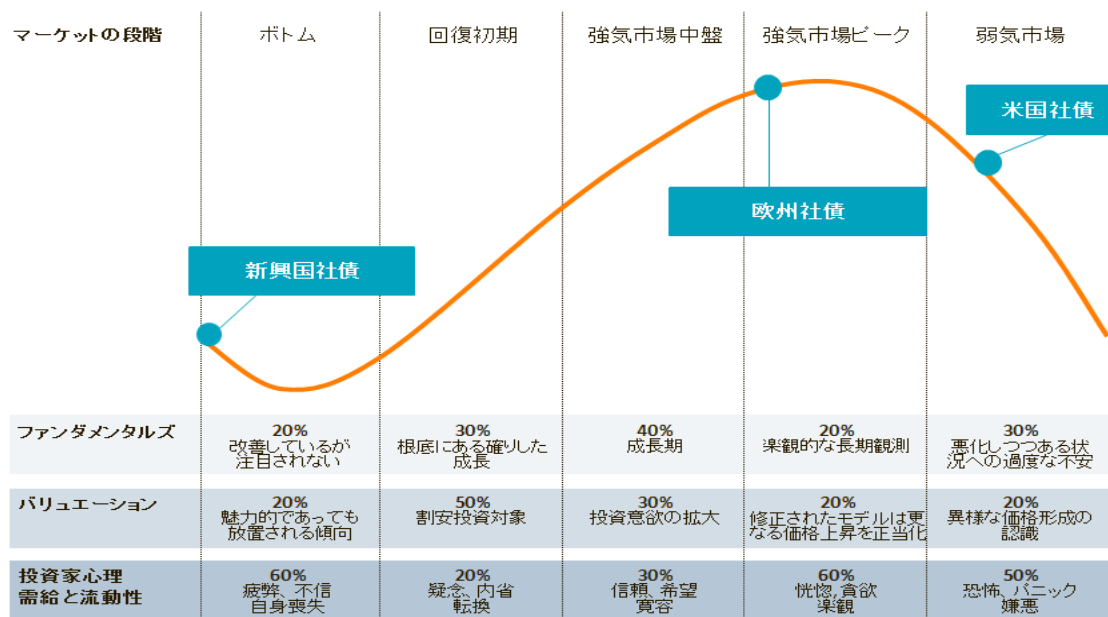 マーケットの段階 ボトム 回復初期 強気市場中盤 強気市場ピーク 弱気市場
米国社債
欧州社債
新興国社債
ファンダメンタルズ
20%
改善しているが
注目されない
30%
根底にある確りした
成長
40%
成長期
20%
楽観的な長期観測
30%
悪化しつつある状
況への過度な不安
バリュエーション
20%
魅力的であっても
放置される傾向
50%
割安投資対象
30%
投資意欲の拡大
20%
修正されたモデルは更
なる価格上昇を正当化
20%
異様な価格形成の
認識
投資家心理
需給と流動性
60%
疲弊、不信
自身喪失
20%
疑念、内省
転換
30%
信頼、希望
寛容
60%
恍惚,貪欲
楽観
50%
恐怖、パニック
嫌悪